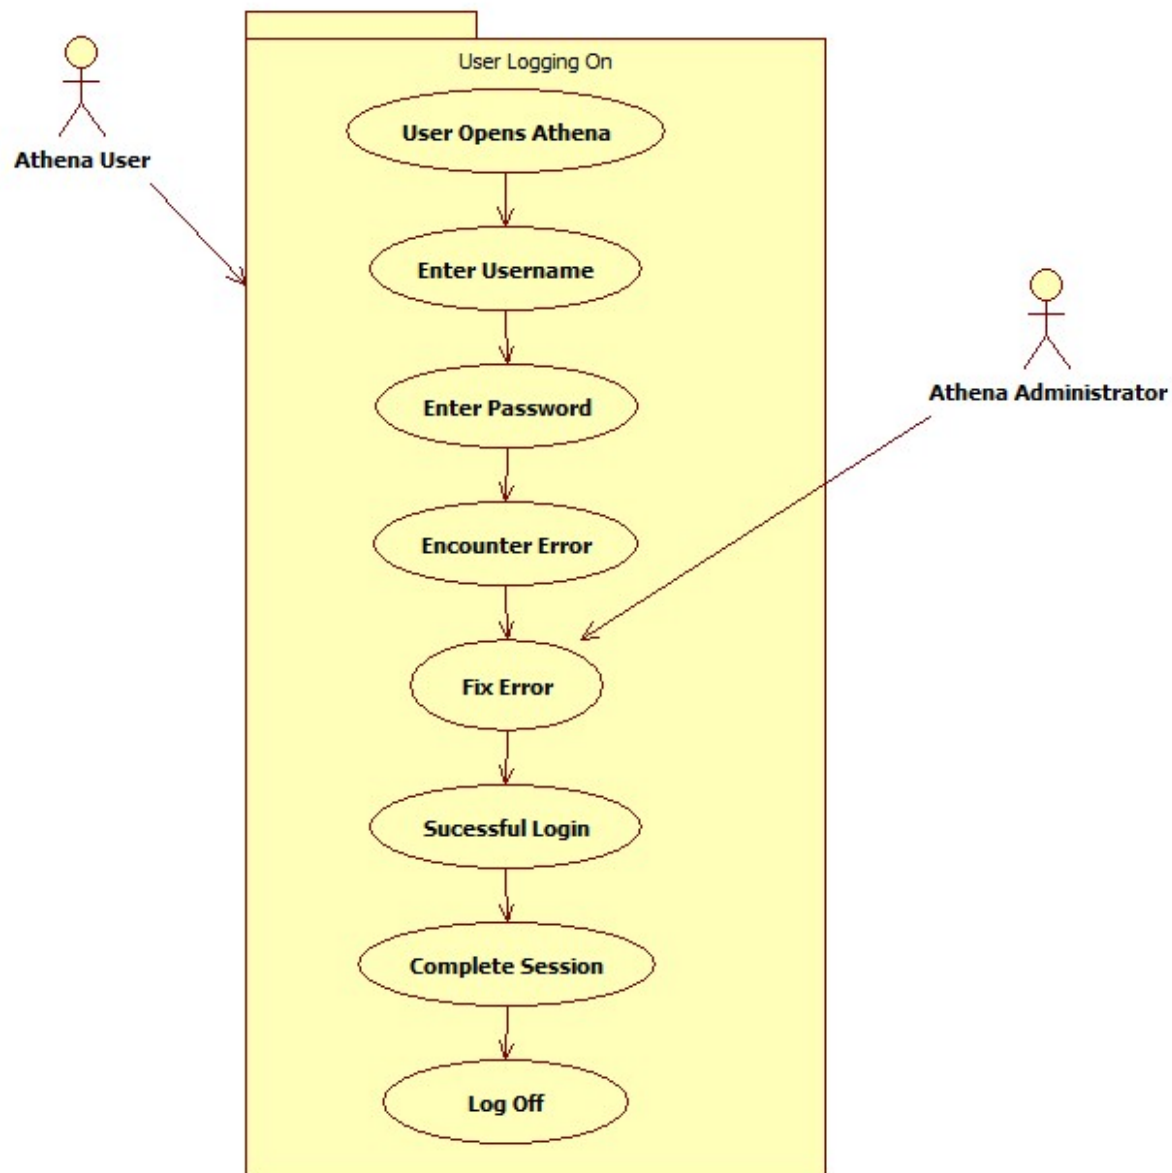 User Logging On
User Opens Athena
Athena User
Enter Username
Athena Administrator
Enter Password
Encounter Error
Fix Error
Sucessful Login
Complete Session
Log Off